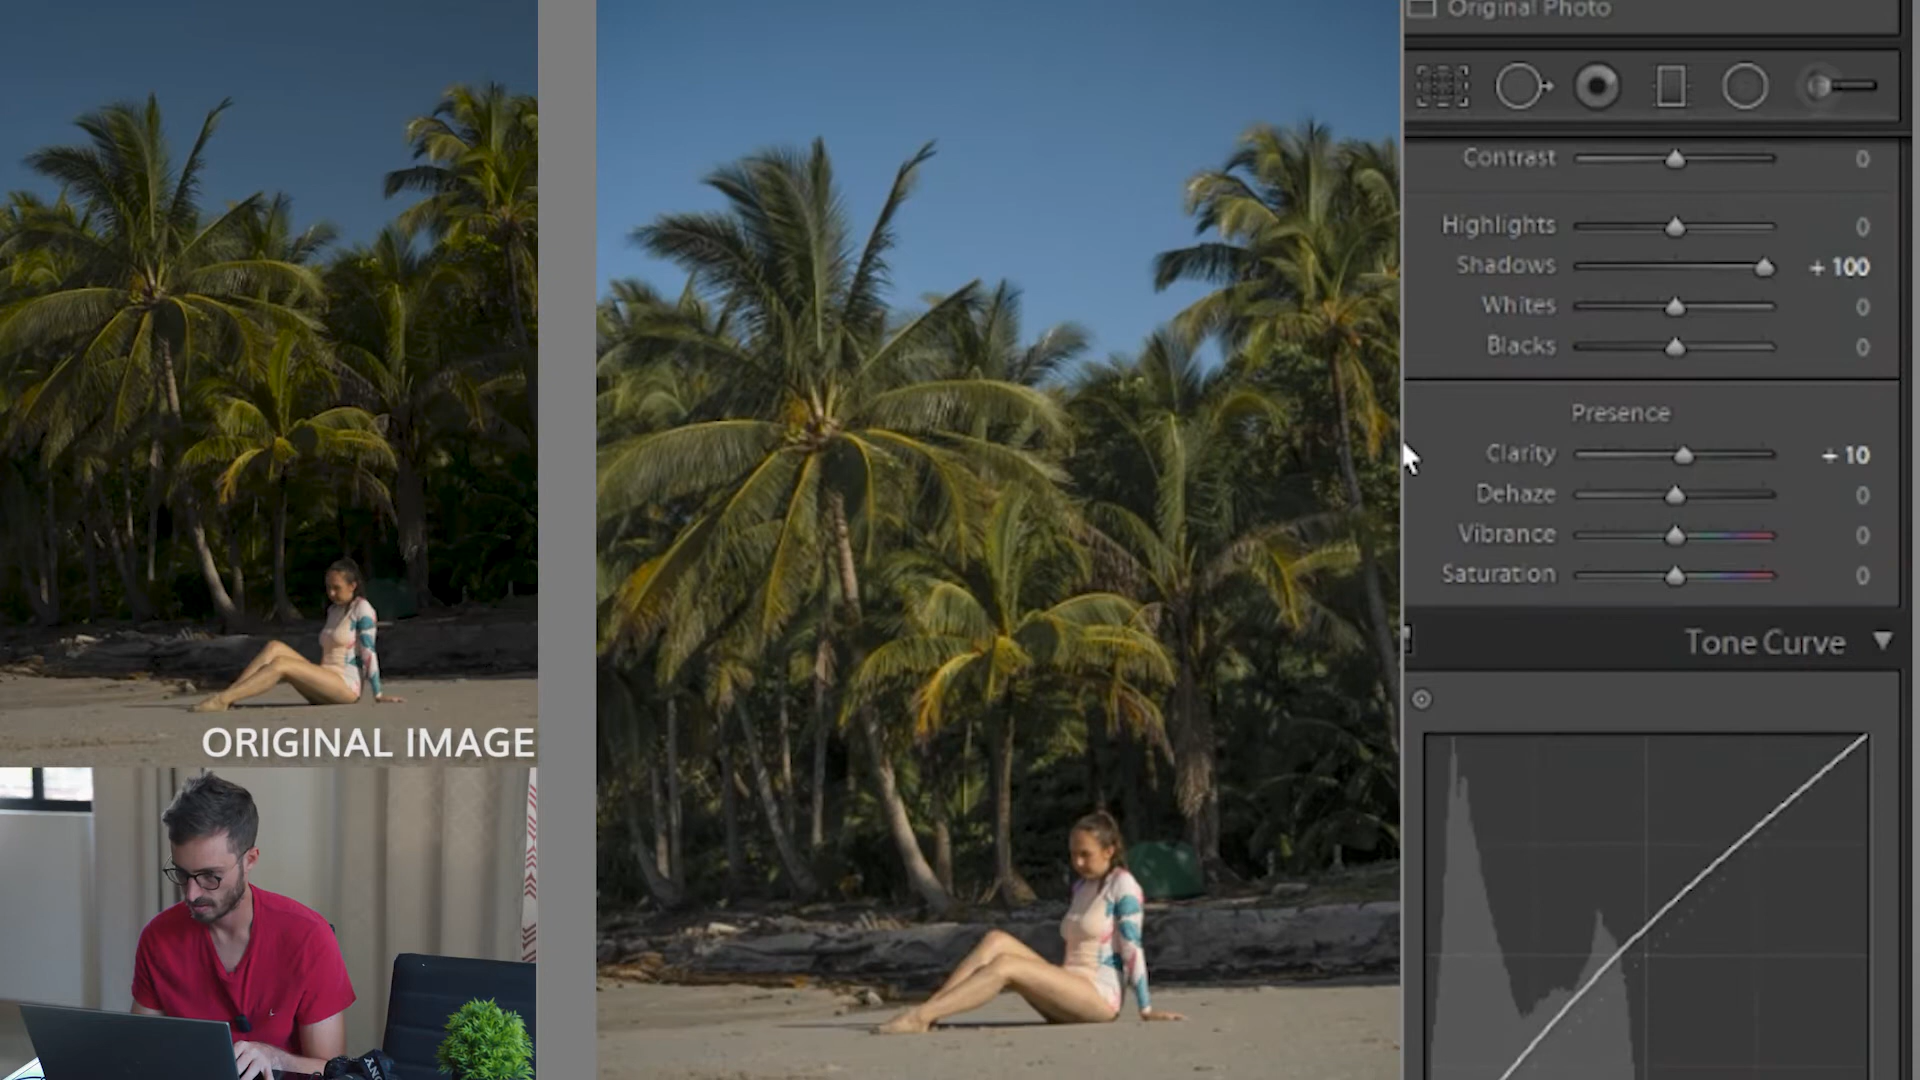 Original Photo
Contrast 0
Highlights 0
Shadows + 100
Whites 0
Blacks 0
Presence
Clarity + 10
Dehaze 0
Vibrance 0
Saturation 0
Tone Curve
ORIGINAL IMAGE
SONY